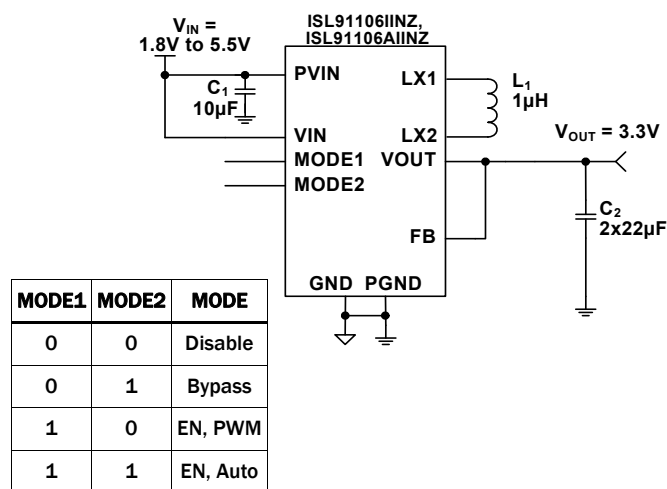 V_IN =
1.8V to 5.5V
ISL91106IINZ,
ISL91106AIINZ
PVIN
LX1
L₁
1µH
C₁
10µF
VIN
LX2
V_OUT = 3.3V
MODE1
VOUT
MODE2
C₂
2x22µF
FB
GND PGND
MODE1 MODE2 MODE
0 0 Disable
0 1 Bypass
1 0 EN, PWM
1 1 EN, Auto